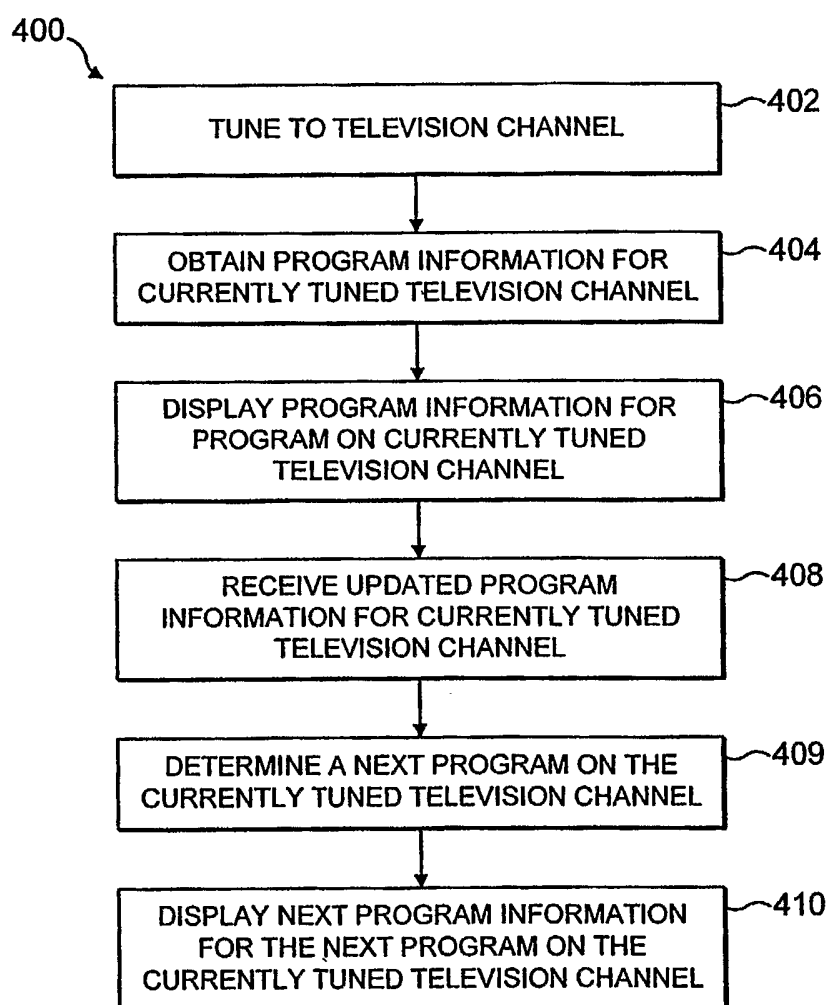 400
TUNE TO TELEVISION CHANNEL
402
OBTAIN PROGRAM INFORMATION FOR
CURRENTLY TUNED TELEVISION CHANNEL
404
DISPLAY PROGRAM INFORMATION FOR
PROGRAM ON CURRENTLY TUNED
TELEVISION CHANNEL
406
RECEIVE UPDATED PROGRAM
INFORMATION FOR CURRENTLY TUNED
TELEVISION CHANNEL
408
DETERMINE A NEXT PROGRAM ON THE
CURRENTLY TUNED TELEVISION CHANNEL
409
DISPLAY NEXT PROGRAM INFORMATION
FOR THE NEXT PROGRAM ON THE
CURRENTLY TUNED TELEVISION CHANNEL
410